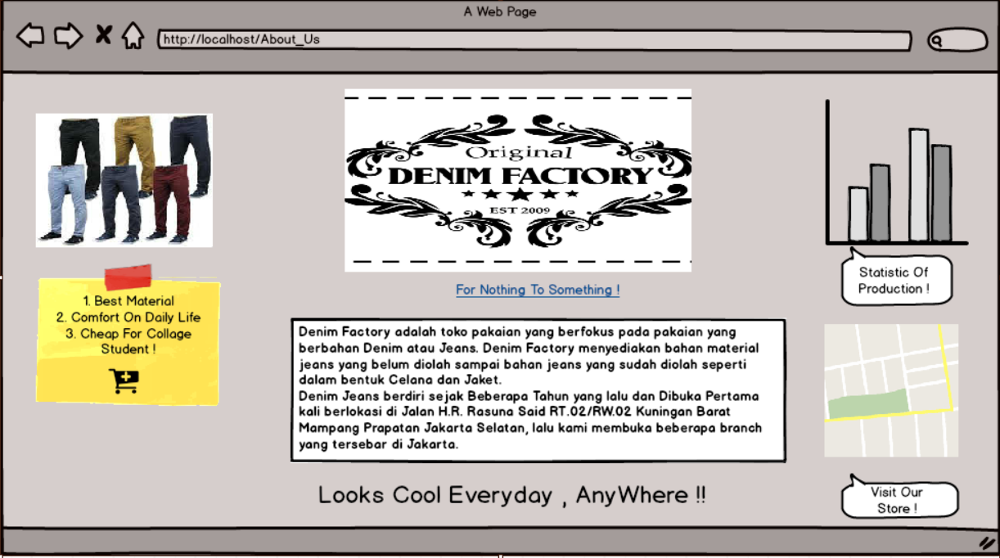 A Web Page
http://localhost/About_Us
Original
DENIM FACTORY
EST 2009
For Nothing To Something !
1. Best Material
2. Comfort On Daily Life
3. Cheap For Collage
Student !
Denim Factory adalah toko pakaian yang berfokus pada pakaian yang
berbahan Denim atau Jeans. Denim Factory menyediakan bahan material
jeans yang belum diolah sampai bahan jeans yang sudah diolah seperti
dalam bentuk Celana dan Jaket.
Denim Jeans berdiri sejak Beberapa Tahun yang lalu dan Dibuka Pertama
kali berlokasi di Jalan H.R. Rasuna Said RT.02/RW.02 Kuningan Barat
Mampang Prapatan Jakarta Selatan, lalu kami membuka beberapa branch
yang tersebar di Jakarta.
Looks Cool Everyday , AnyWhere !!
Statistic Of
Production !
Visit Our
Store !